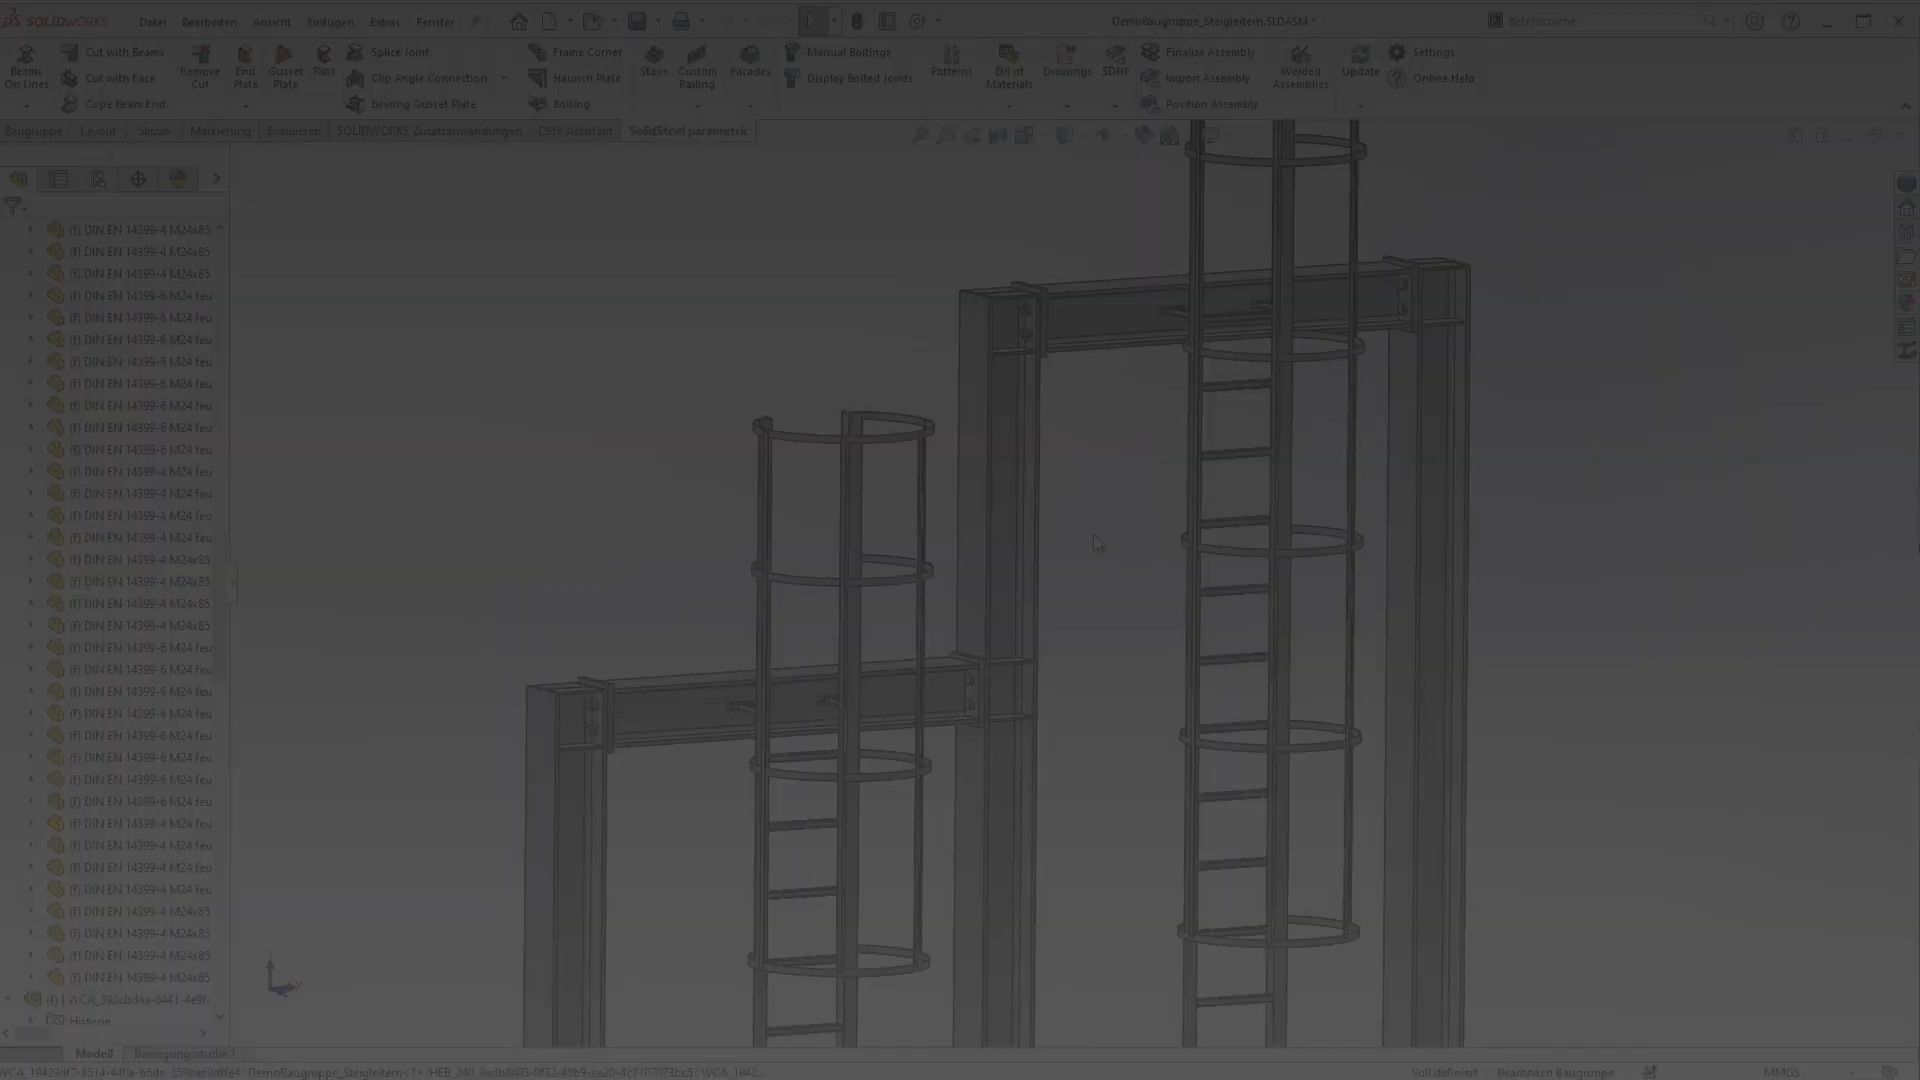 SOLIDWORKS Datei Bearbeiten Ansicht Einfügen Extras Fenster
DemoBaugruppe_Steigleitern.SLDASM *
Befehlssuche
Beams On Lines
Cut with Beams
Cut with Face
Cope Beam End
Remove Cut
End Plate
Gusset Plate
Ribs
Splice Joint
Clip Angle Connection
Bearing Gusset Plate
Frame Corner
Haunch Plate
Bolting
Stairs
Custom Railing
Facades
Manual Boltings
Display Bolted Joints
Patterns
Bill of Materials
Drawings
SDNF
Finalise Assembly
Import Assembly
Position Assembly
Welded Assemblies
Update
Settings
Online Help
Baugruppe Layout Skizze Markierung Evaluieren SOLIDWORKS Zusatzanwendungen DSTV Assistant SolidSteel parametric
(f) DIN EN 14399-4 M24x85
(f) DIN EN 14399-4 M24x85
(f) DIN EN 14399-4 M24x85
(f) DIN EN 14399-6 M24 feu
(f) DIN EN 14399-6 M24 feu
(f) DIN EN 14399-6 M24 feu
(f) DIN EN 14399-6 M24 feu
(f) DIN EN 14399-6 M24 feu
(f) DIN EN 14399-6 M24 feu
(f) DIN EN 14399-6 M24 feu
(f) DIN EN 14399-6 M24 feu
(f) DIN EN 14399-4 M24 feu
(f) DIN EN 14399-4 M24 feu
(f) DIN EN 14399-4 M24 feu
(f) DIN EN 14399-4 M24 feu
(f) DIN EN 14399-4 M24x85
(f) DIN EN 14399-4 M24x85
(f) DIN EN 14399-4 M24x85
(f) DIN EN 14399-4 M24x85
(f) DIN EN 14399-6 M24 feu
(f) DIN EN 14399-6 M24 feu
(f) DIN EN 14399-6 M24 feu
(f) DIN EN 14399-6 M24 feu
(f) DIN EN 14399-6 M24 feu
(f) DIN EN 14399-6 M24 feu
(f) DIN EN 14399-6 M24 feu
(f) DIN EN 14399-6 M24 feu
(f) DIN EN 14399-4 M24 feu
(f) DIN EN 14399-4 M24 feu
(f) DIN EN 14399-4 M24 feu
(f) DIN EN 14399-4 M24 feu
(f) DIN EN 14399-4 M24x85
(f) DIN EN 14399-4 M24x85
(f) DIN EN 14399-4 M24x85
(f) DIN EN 14399-4 M24x85
Historie
Modell Bewegungsstudie 1
Voll definiert Bearbeiten Baugruppe MMGS